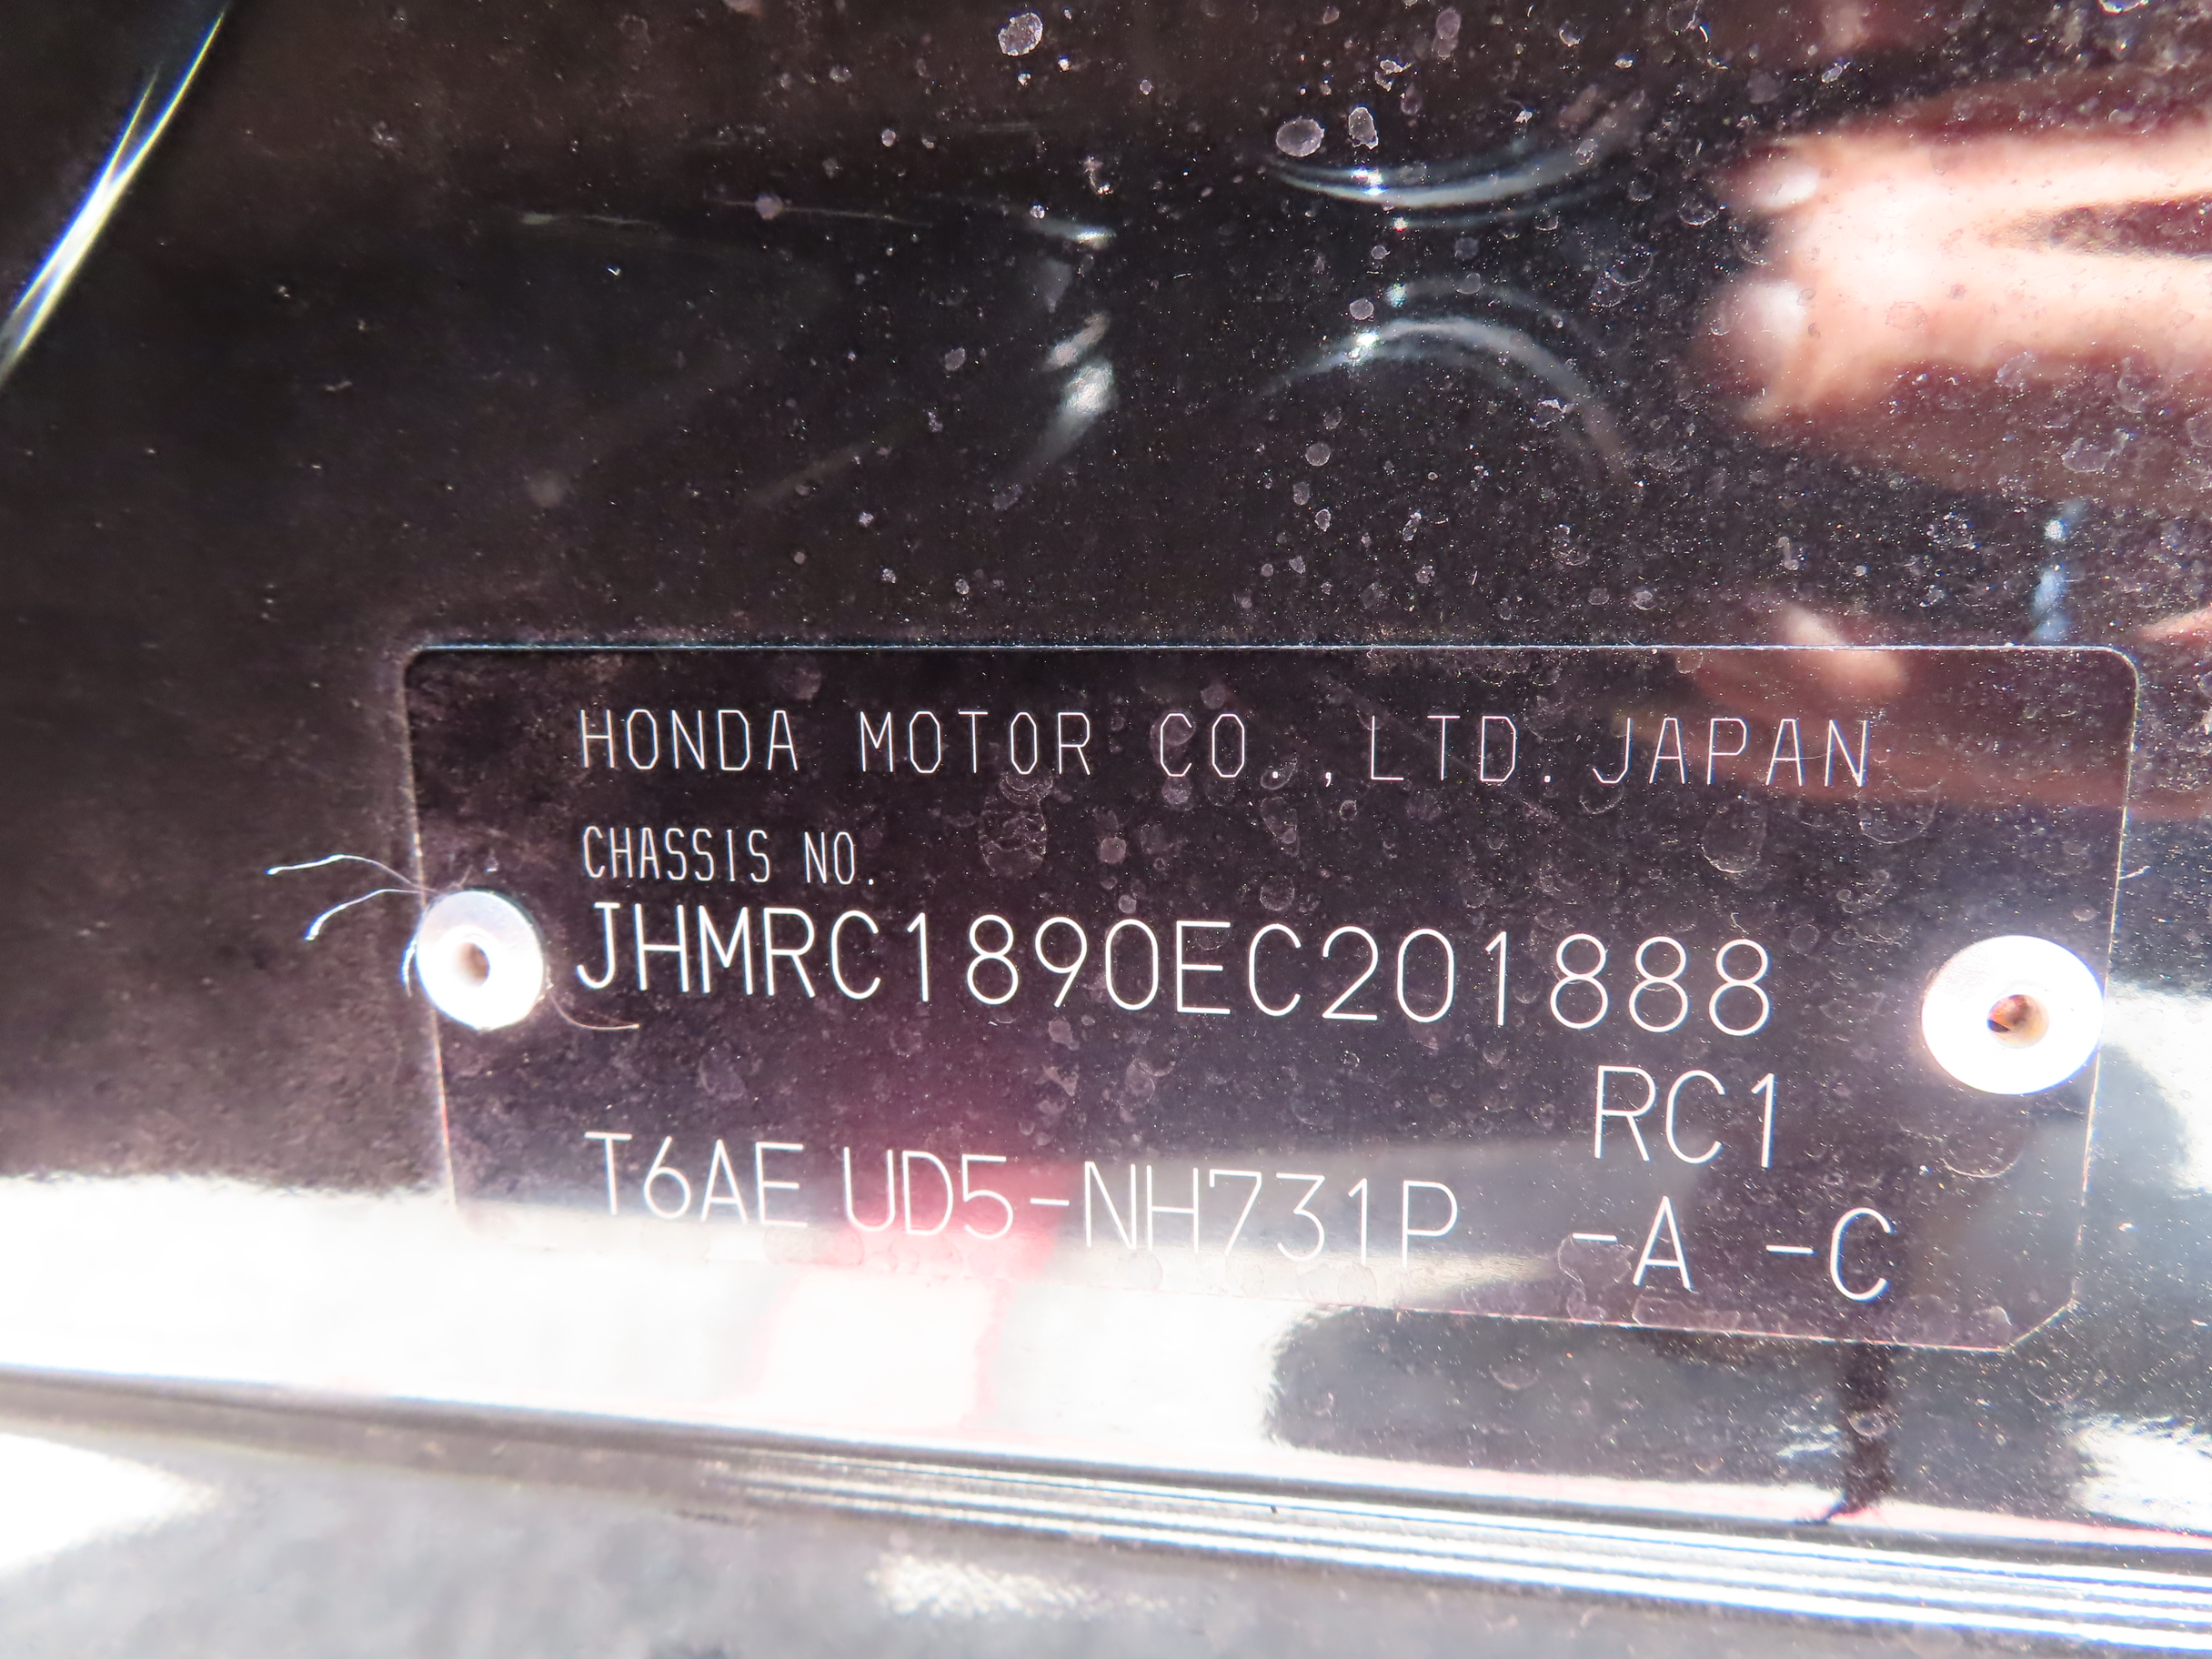 HONDA MOTOR CO.,LTD.JAPAN
CHASSIS NO.
JHMRC1890EC201888
RC1
T6AE UD5-NH731P -A -C